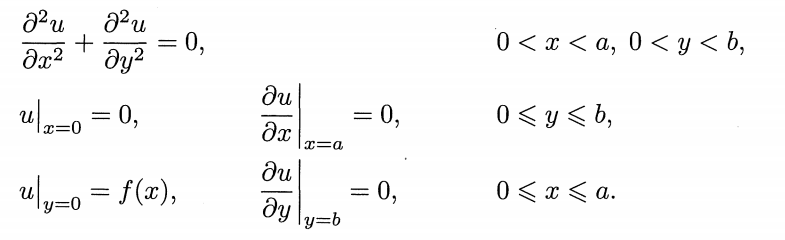 ∂²u/∂x² + ∂²u/∂y² = 0, 0 < x < a, 0 < y < b,
u|ₓ₌₀ = 0, ∂u/∂x|ₓ₌ₐ = 0, 0 ⩽ y ⩽ b,
u|_{y=0} = f(x), ∂u/∂y|_{y=b} = 0, 0 ⩽ x ⩽ a.